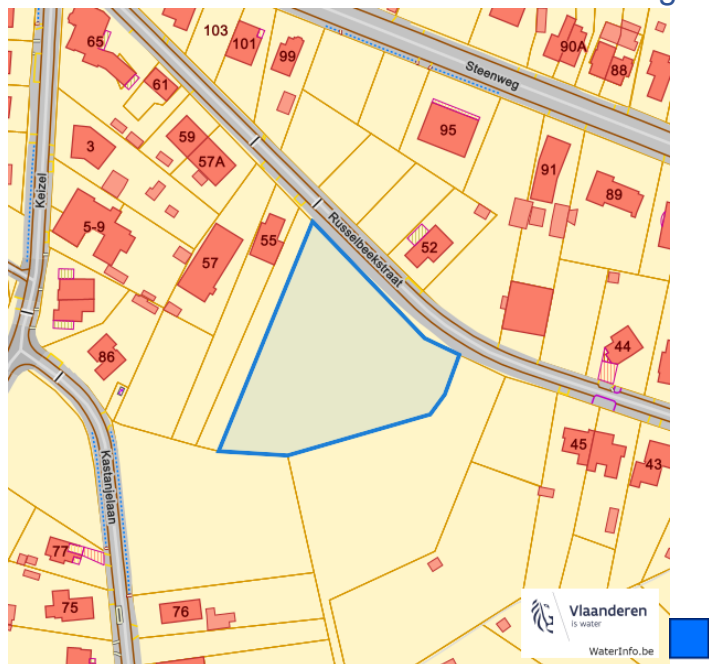 103
65
101
99
90A
88
Steenweg
61
95
59
57A
3
91
89
Keizel
5-9
55
Russelbeekstraat
52
57
44
86
45
43
Kastanjelaan
77
75
76
Vlaanderen
is water
WaterInfo.be